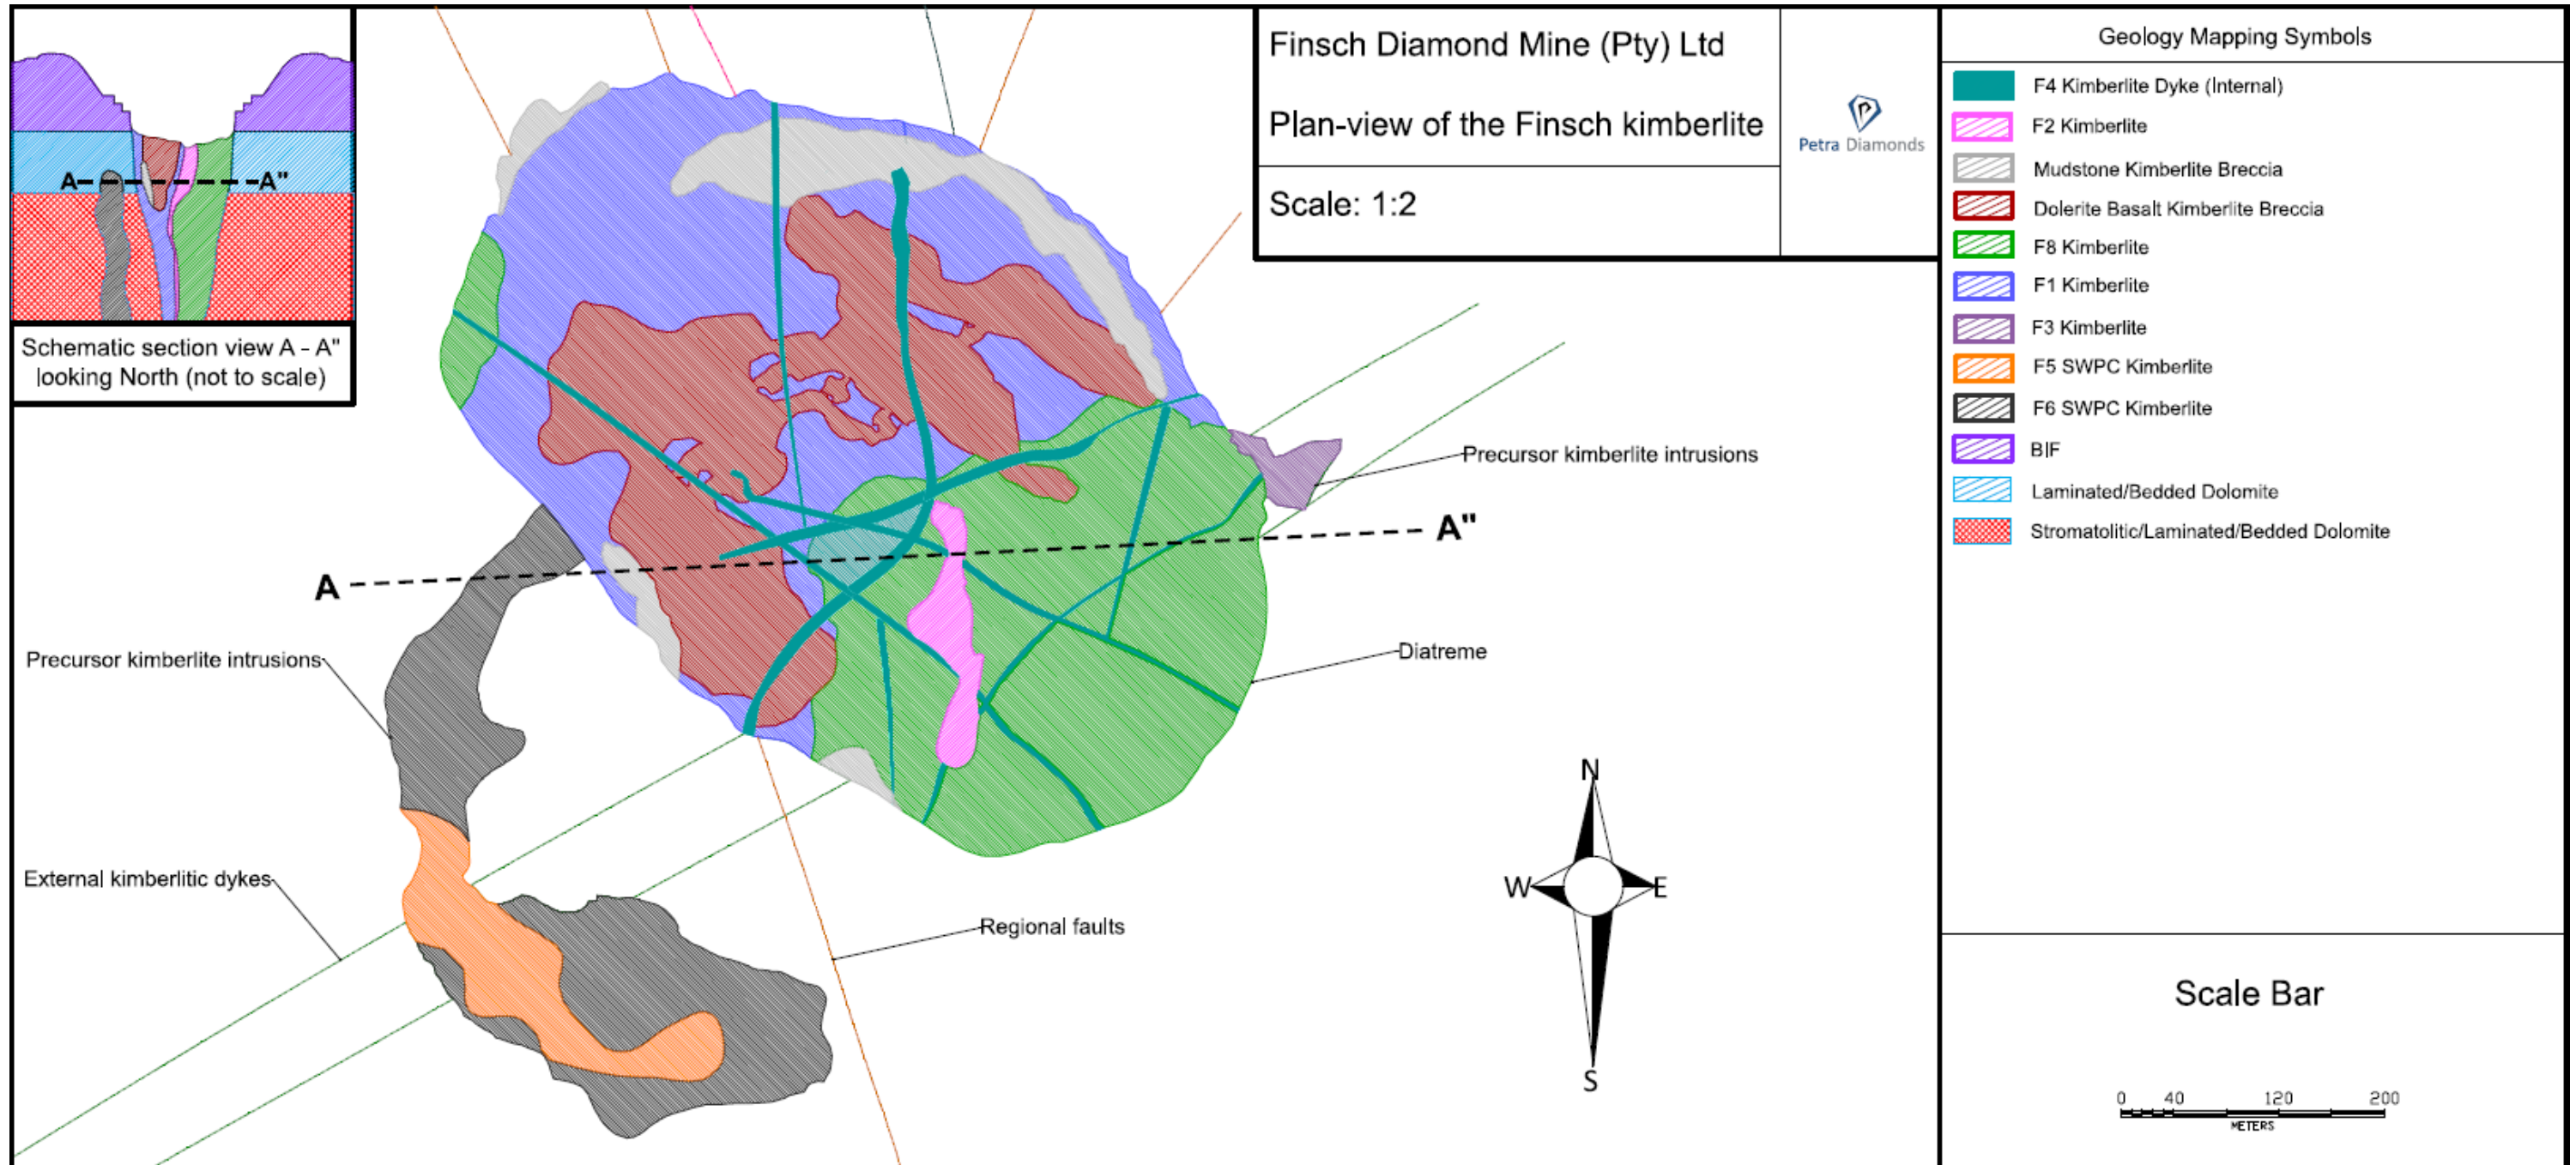 Finsch Diamond Mine (Pty) Ltd
Plan-view of the Finsch kimberlite
Scale: 1:2
Petra Diamonds
A
A"
Schematic section view A - A"
looking North (not to scale)
Precursor kimberlite intrusions
A"
A
Precursor kimberlite intrusions
Diatreme
External kimberlitic dykes
Regional faults
N
W
E
S
Geology Mapping Symbols
F4 Kimberlite Dyke (Internal)
F2 Kimberlite
Mudstone Kimberlite Breccia
Dolerite Basalt Kimberlite Breccia
F8 Kimberlite
F1 Kimberlite
F3 Kimberlite
F5 SWPC Kimberlite
F6 SWPC Kimberlite
BIF
Laminated/Bedded Dolomite
Stromatolitic/Laminated/Bedded Dolomite
Scale Bar
0 40 120 200
METERS